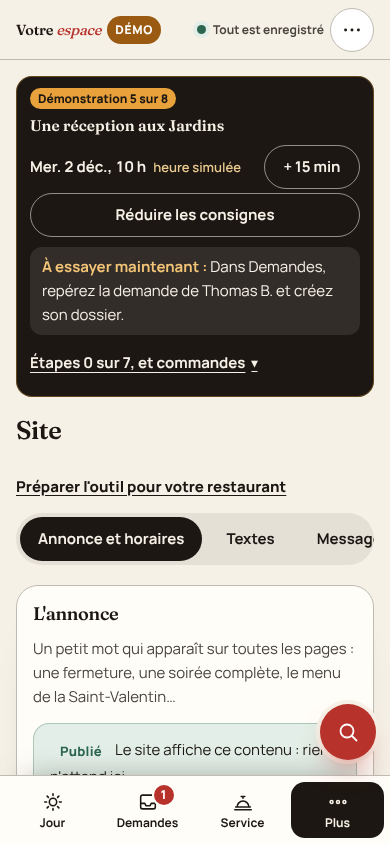 Votre espace DÉMO Tout est enregistré
Démonstration 5 sur 8
Une réception aux Jardins
Mer. 2 déc., 10 h heure simulée + 15 min
Réduire les consignes
À essayer maintenant : Dans Demandes,
repérez la demande de Thomas B. et créez
son dossier.
Étapes 0 sur 7, et commandes ▾
Site
Préparer l'outil pour votre restaurant
Annonce et horaires Textes Messag
L'annonce
Un petit mot qui apparaît sur toutes les pages :
une fermeture, une soirée complète, le menu
de la Saint-Valentin…
Publié Le site affiche ce contenu : rien
1
Jour Demandes Service Plus